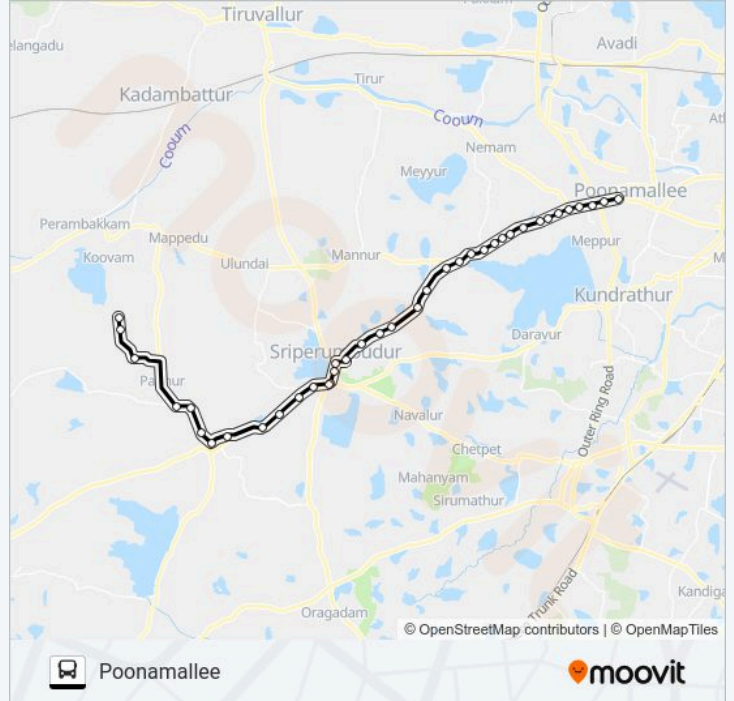 Tiruvallur
elangadu
Avadi
Tirur
Kadambattur
Cooum
Cooum
Nemam
Meyyur
Poonamallee
Perambakkam
Mappedu
Meppur
Koovam
Ulundai
Mannur
Kundrathur
Daravur
Sriperumbudur
Outer Ring Road
Navalur
Chetpet
Mahanyam
Sirumathur
Kandiga
Trunk Road
Oragadam
© OpenStreetMap contributors | © OpenMapTiles
Poonamallee
moovit